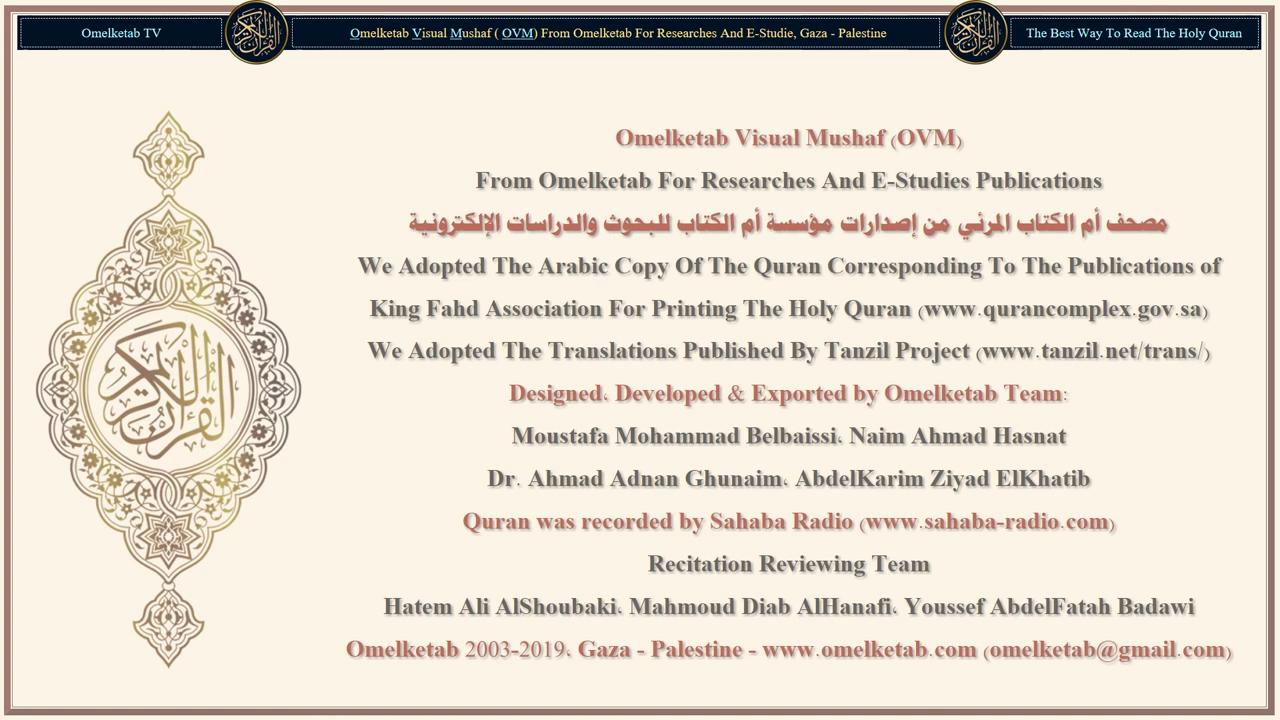 Omelketab TV
Omelketab Visual Mushaf ( OVM) From Omelketab For Researches And E-Studie, Gaza - Palestine
The Best Way To Read The Holy Quran
Omelketab Visual Mushaf (OVM)
From Omelketab For Researches And E-Studies Publications
مصحف أم الكتاب المرئي من إصدارات مؤسسة أم الكتاب للبحوث والدراسات الإلكترونية
We Adopted The Arabic Copy Of The Quran Corresponding To The Publications of
King Fahd Association For Printing The Holy Quran (www.qurancomplex.gov.sa)
We Adopted The Translations Published By Tanzil Project (www.tanzil.net/trans/)
Designed، Developed & Exported by Omelketab Team:
Moustafa Mohammad Belbaissi، Naim Ahmad Hasnat
Dr. Ahmad Adnan Ghunaim، AbdelKarim Ziyad ElKhatib
Quran was recorded by Sahaba Radio (www.sahaba-radio.com)
Recitation Reviewing Team
Hatem Ali AlShoubaki، Mahmoud Diab AlHanafi، Youssef AbdelFatah Badawi
Omelketab 2003-2019، Gaza - Palestine - www.omelketab.com (omelketab@gmail.com)
القرآن الكريم